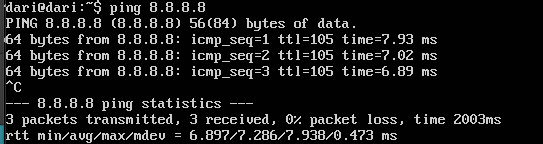 dari@dari:~$ ping 8.8.8.8
PING 8.8.8.8 (8.8.8.8) 56(84) bytes of data.
64 bytes from 8.8.8.8: icmp_seq=1 ttl=105 time=7.93 ms
64 bytes from 8.8.8.8: icmp_seq=2 ttl=105 time=7.02 ms
64 bytes from 8.8.8.8: icmp_seq=3 ttl=105 time=6.89 ms
^C
--- 8.8.8.8 ping statistics ---
3 packets transmitted, 3 received, 0% packet loss, time 2003ms
rtt min/avg/max/mdev = 6.897/7.286/7.938/0.473 ms